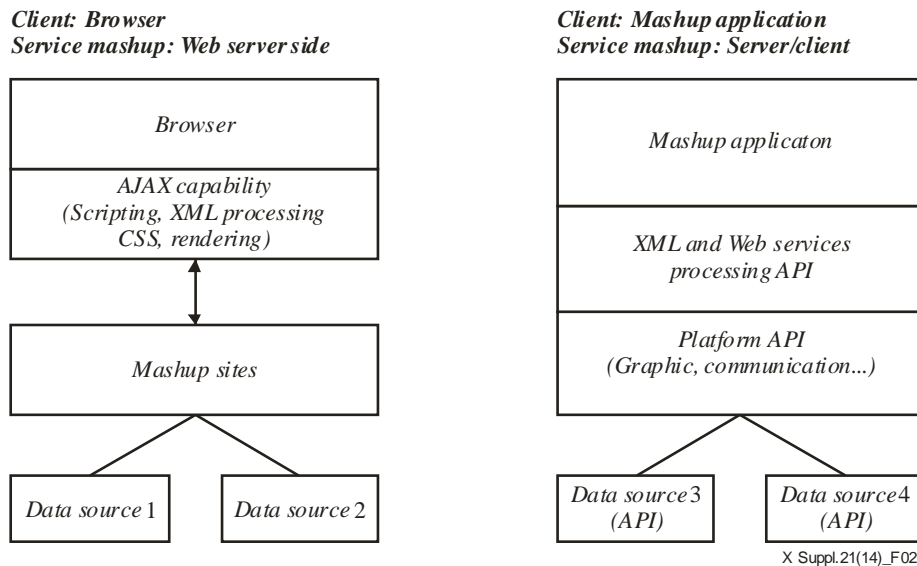 Client: Browser
Service mashup: Web server side
Browser
AJAX capability
(Scripting, XML processing
CSS, rendering)
Mashup sites
Data source 1
Data source 2
Client: Mashup application
Service mashup: Server/client
Mashup applicaton
XML and Web services
processing API
Platform API
(Graphic, communication...)
Data source 3
(API)
Data source 4
(API)
X Suppl.21(14)_F02